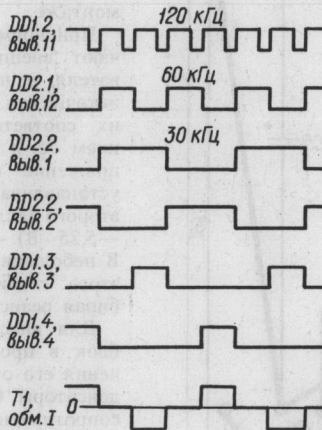 DD1.2,
выв.11
120 кГц
DD2.1,
выв.12
60 кГц
DD2.2,
выв.1
30 кГц
DD2.2,
выв.2
DD1.3,
выв.3
DD1.4,
выв.4
T1,
обм. I
0